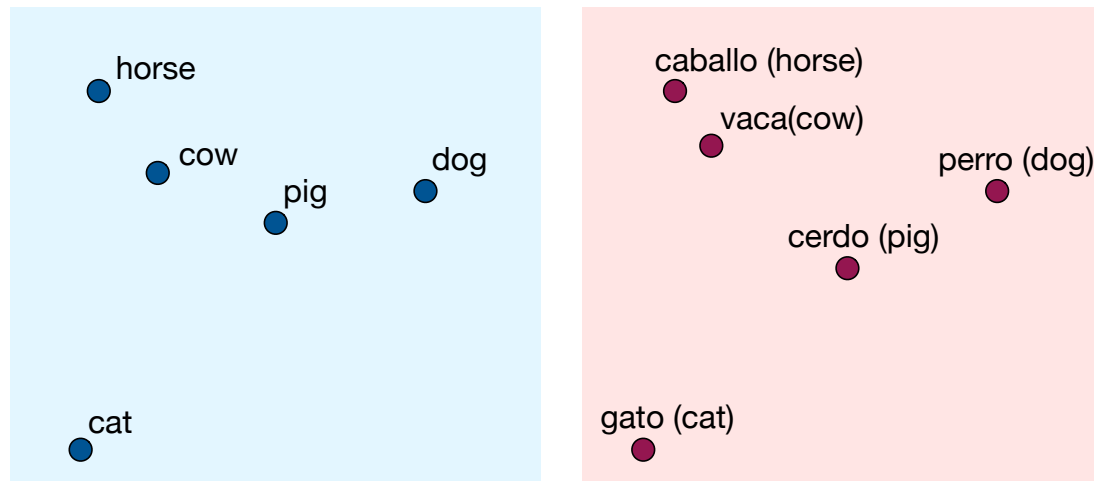 horse
cow
pig
dog
cat
caballo (horse)
vaca(cow)
perro (dog)
cerdo (pig)
gato (cat)